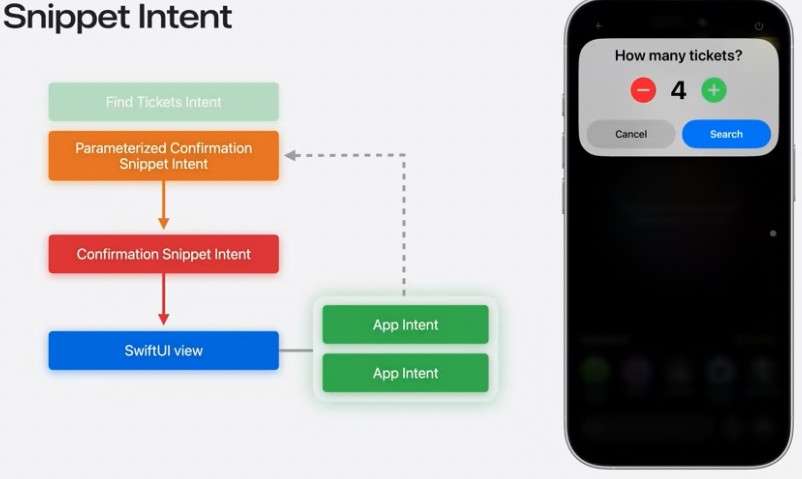 Snippet Intent
Find Tickets Intent
Parameterized Confirmation
Snippet Intent
Confirmation Snippet Intent
SwiftUI view
App Intent
App Intent
How many tickets?
4
Cancel
Search